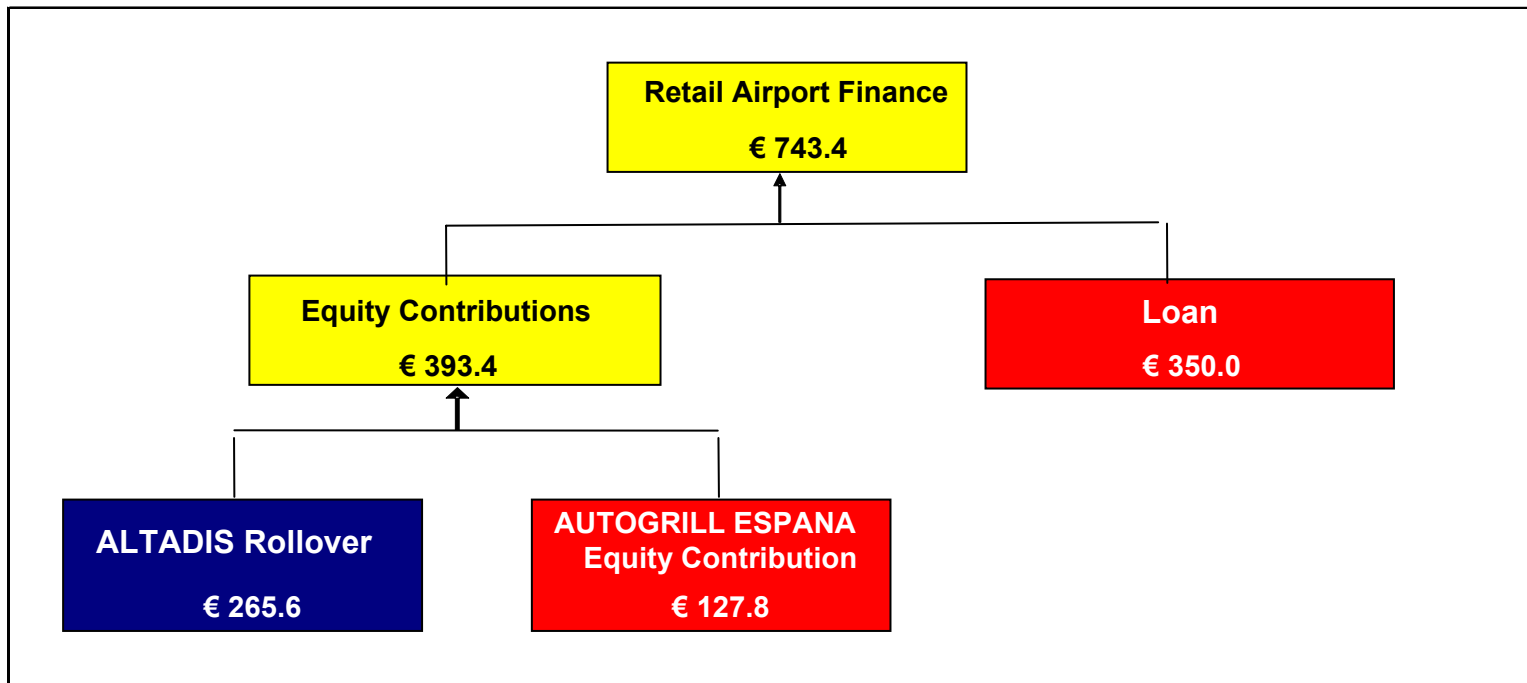 Retail Airport Finance
€ 743.4
Equity Contributions
€ 393.4
Loan
€ 350.0
ALTADIS Rollover
€ 265.6
AUTOGRILL ESPANA
Equity Contribution
€ 127.8